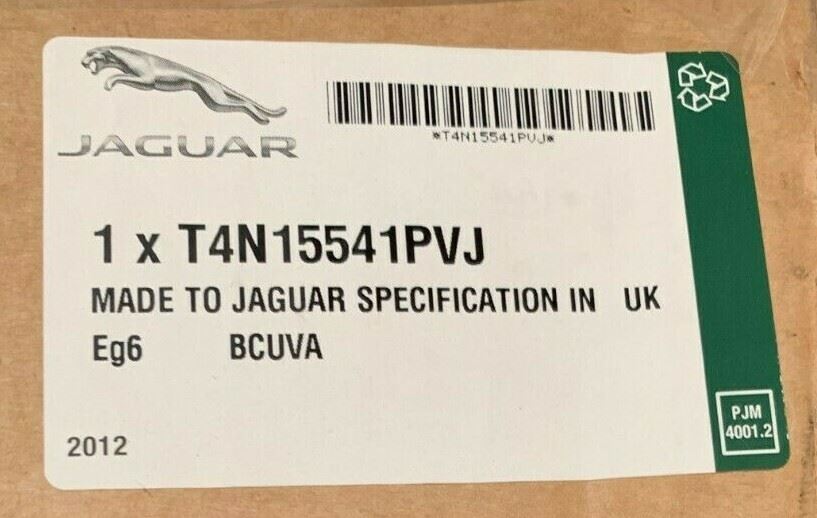 JAGUAR
*T4N15541PVJ*
1 x T4N15541PVJ
MADE TO JAGUAR SPECIFICATION IN UK
Eg6 BCUVA
2012
PJM
4001.2